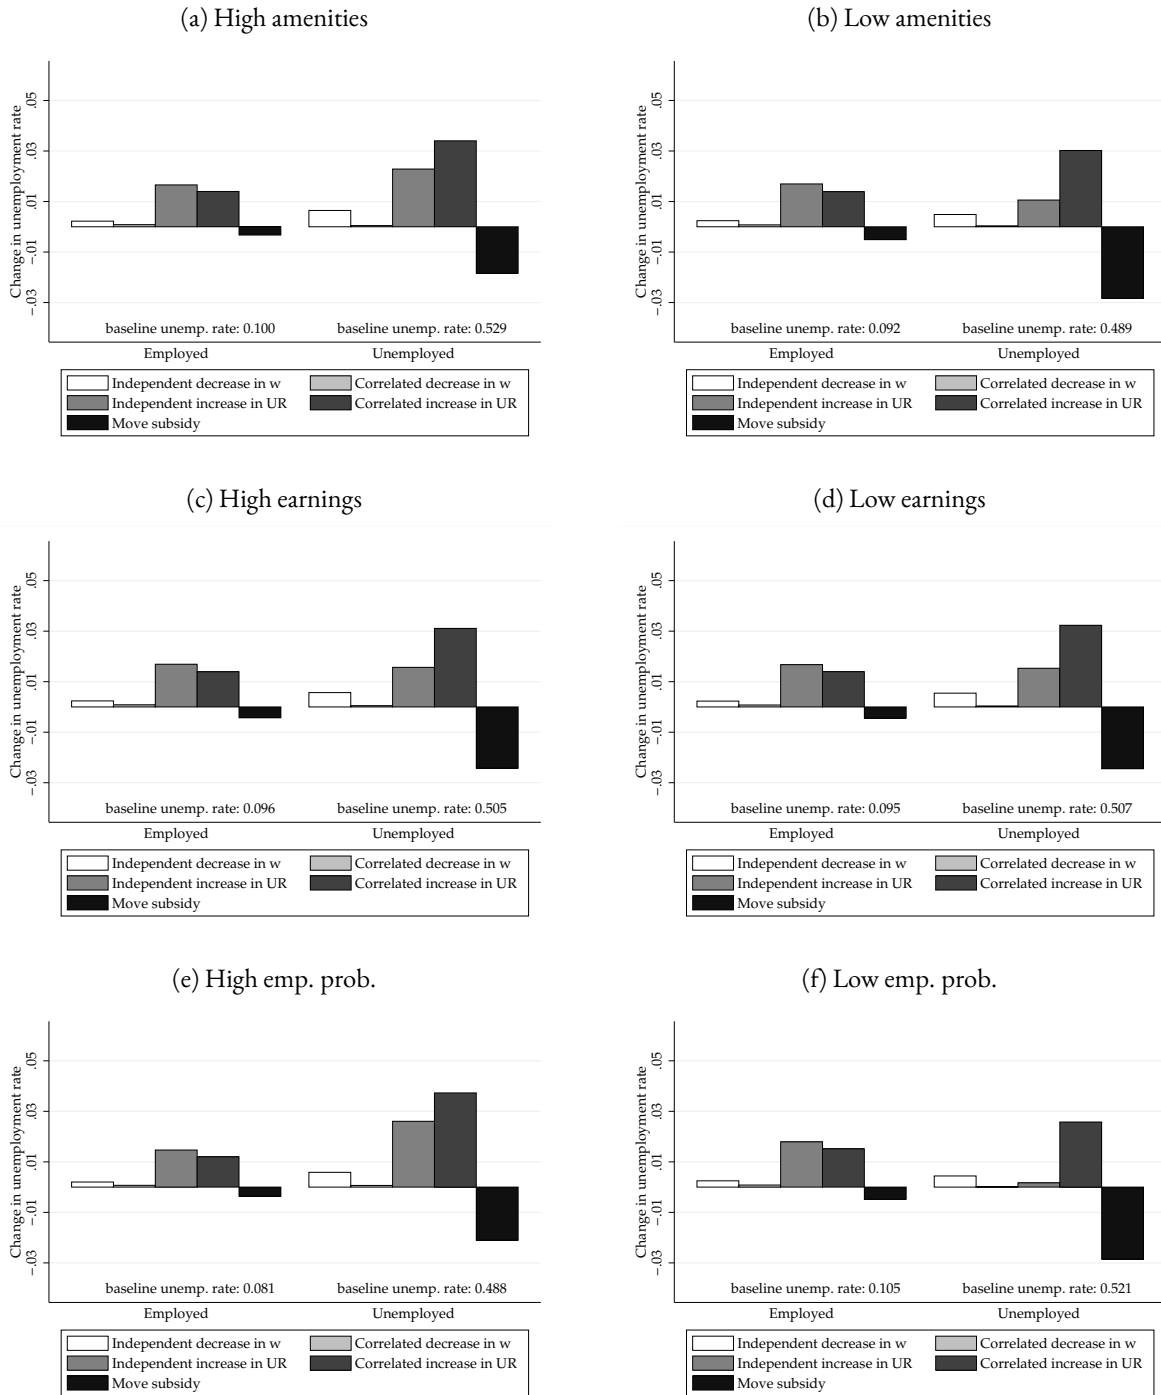 (a) High amenities
Change in unemployment rate
.05
.03
.01
-.01
-.03
baseline unemp. rate: 0.100
baseline unemp. rate: 0.529
Employed
Unemployed
Independent decrease in w
Correlated decrease in w
Independent increase in UR
Correlated increase in UR
Move subsidy
(b) Low amenities
Change in unemployment rate
.05
.03
.01
-.01
-.03
baseline unemp. rate: 0.092
baseline unemp. rate: 0.489
Employed
Unemployed
Independent decrease in w
Correlated decrease in w
Independent increase in UR
Correlated increase in UR
Move subsidy
(c) High earnings
Change in unemployment rate
.05
.03
.01
-.01
-.03
baseline unemp. rate: 0.096
baseline unemp. rate: 0.505
Employed
Unemployed
Independent decrease in w
Correlated decrease in w
Independent increase in UR
Correlated increase in UR
Move subsidy
(d) Low earnings
Change in unemployment rate
.05
.03
.01
-.01
-.03
baseline unemp. rate: 0.095
baseline unemp. rate: 0.507
Employed
Unemployed
Independent decrease in w
Correlated decrease in w
Independent increase in UR
Correlated increase in UR
Move subsidy
(e) High emp. prob.
Change in unemployment rate
.05
.03
.01
-.01
-.03
baseline unemp. rate: 0.081
baseline unemp. rate: 0.488
Employed
Unemployed
Independent decrease in w
Correlated decrease in w
Independent increase in UR
Correlated increase in UR
Move subsidy
(f) Low emp. prob.
Change in unemployment rate
.05
.03
.01
-.01
-.03
baseline unemp. rate: 0.105
baseline unemp. rate: 0.521
Employed
Unemployed
Independent decrease in w
Correlated decrease in w
Independent increase in UR
Correlated increase in UR
Move subsidy